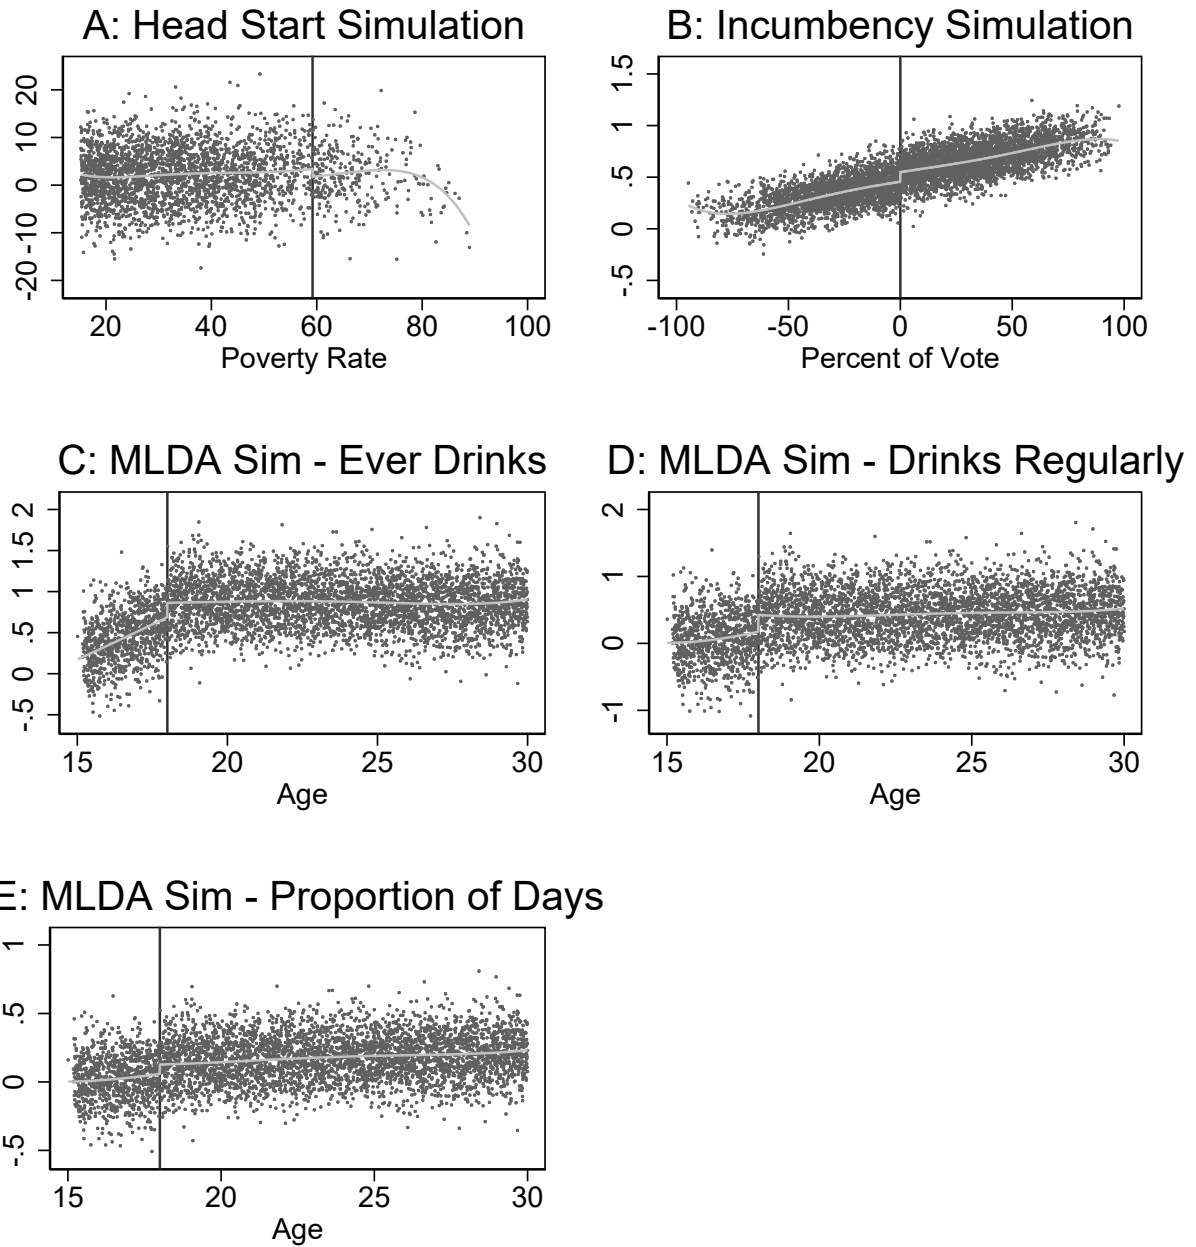 A: Head Start Simulation
20
10
0
-10
-20
20 40 60 80 100
Poverty Rate
B: Incumbency Simulation
1.5
1
.5
0
-.5
-100 -50 0 50 100
Percent of Vote
C: MLDA Sim - Ever Drinks
2
1.5
1
.5
0
-.5
15 20 25 30
Age
D: MLDA Sim - Drinks Regularly
2
1
0
-1
15 20 25 30
Age
E: MLDA Sim - Proportion of Days
1
.5
0
-.5
15 20 25 30
Age